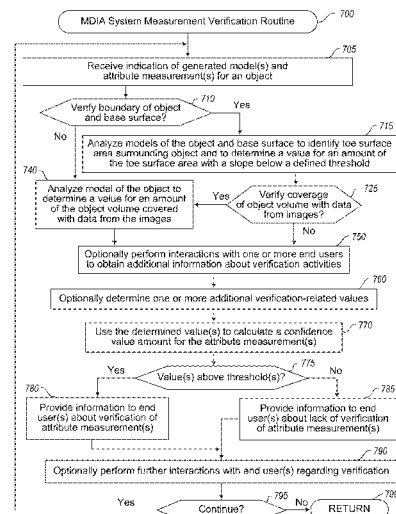 MDIA System Measurement Verification Routine
700
705
Receive indication of generated model(s) and
attribute measurement(s) for an object
710
Verify boundary of object
and base surface?
Yes
No
715
Analyze models of the object and base surface to identify toe surface
area surrounding object and to determine a value for an amount of
the toe surface area with a slope below a defined threshold
740
Analyze model of the object to
determine a value for an amount
of the object volume covered
with data from the images
Yes
725
Verify coverage
of object volume with data
from images?
No
750
Optionally perform interactions with one or more end users
to obtain additional information about verification activities
760
Optionally determine one or more additional verification-related values
770
Use the determined value(s) to calculate a confidence
value amount for the attribute measurement(s)
775
Yes
Value(s) above threshold(s)?
No
780
Provide information to end
user(s) about verification of
attribute measurement(s)
785
Provide information to end
user(s) about lack of verification
of attribute measurement(s)
790
Optionally perform further interactions with end user(s) regarding verification
Yes
795
Continue?
No
RETURN